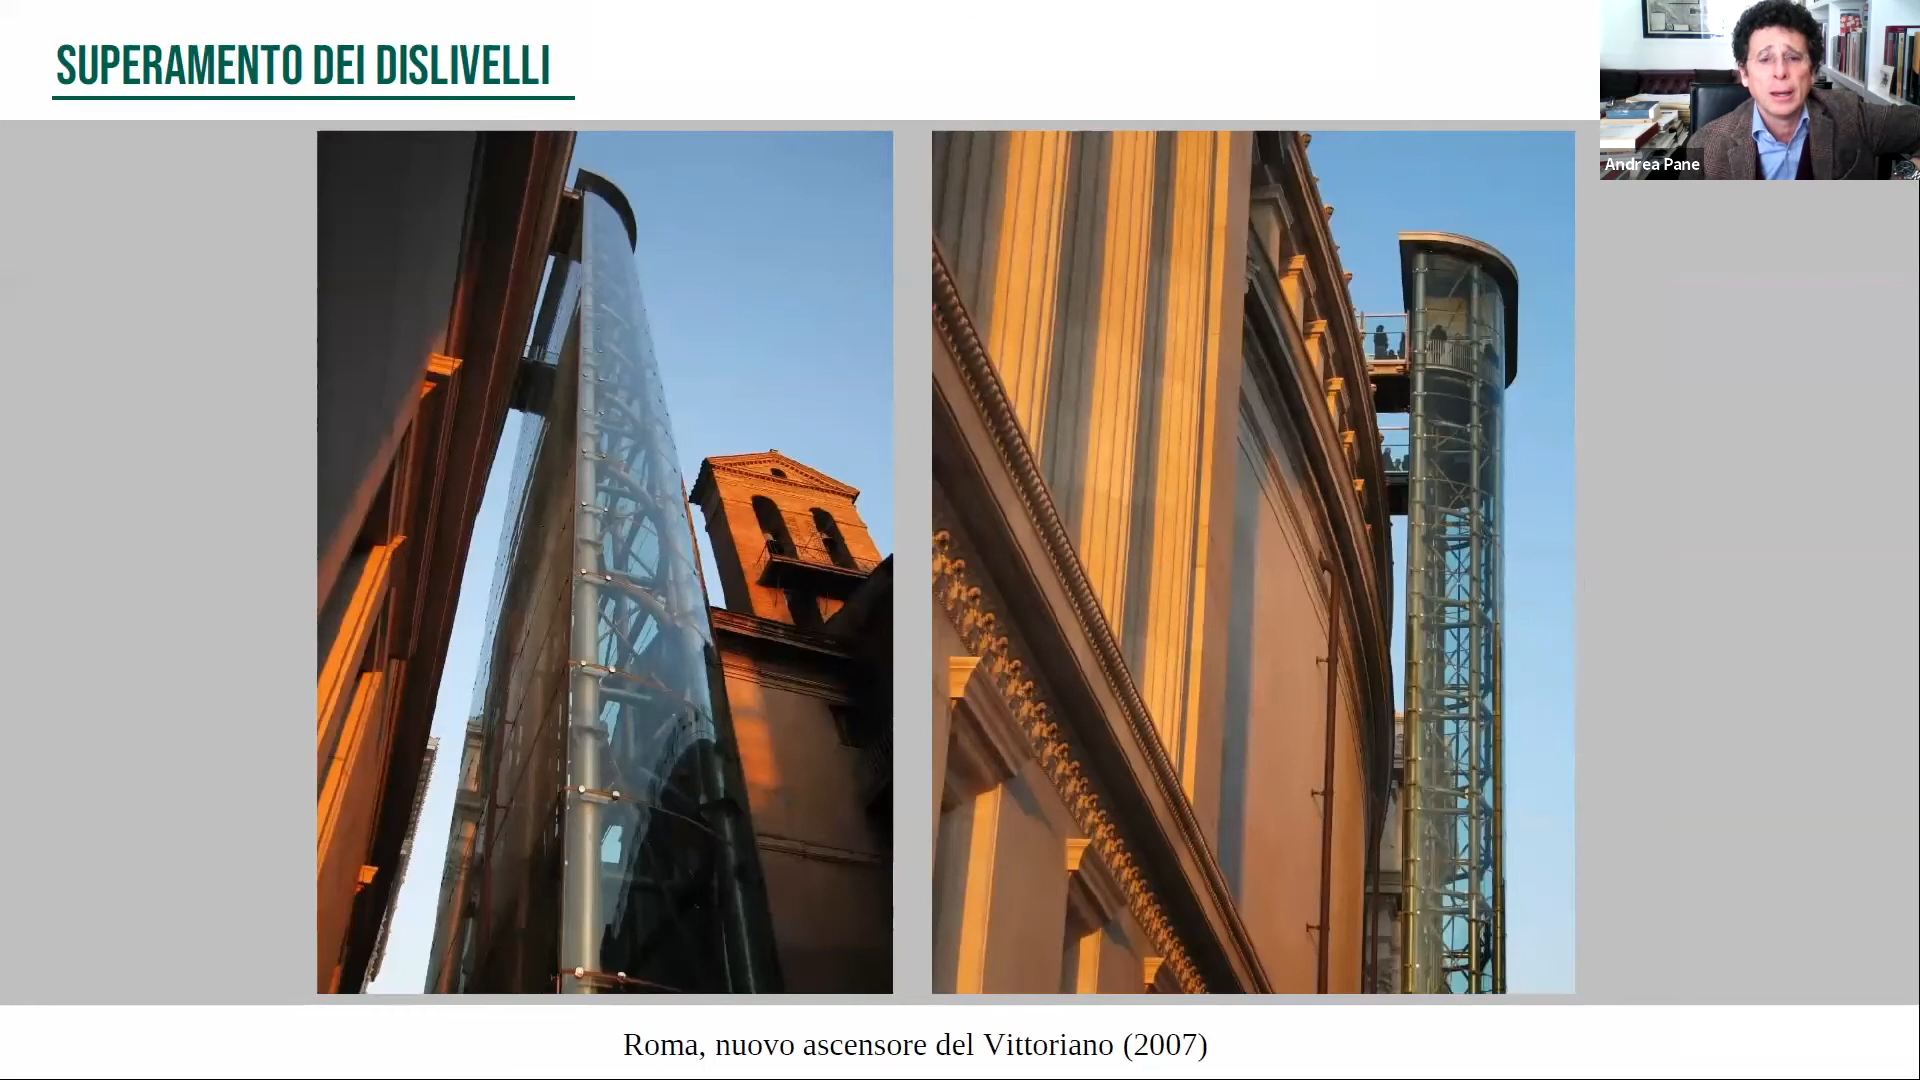 SUPERAMENTO DEI DISLIVELLI
Andrea Pane
Roma, nuovo ascensore del Vittoriano (2007)